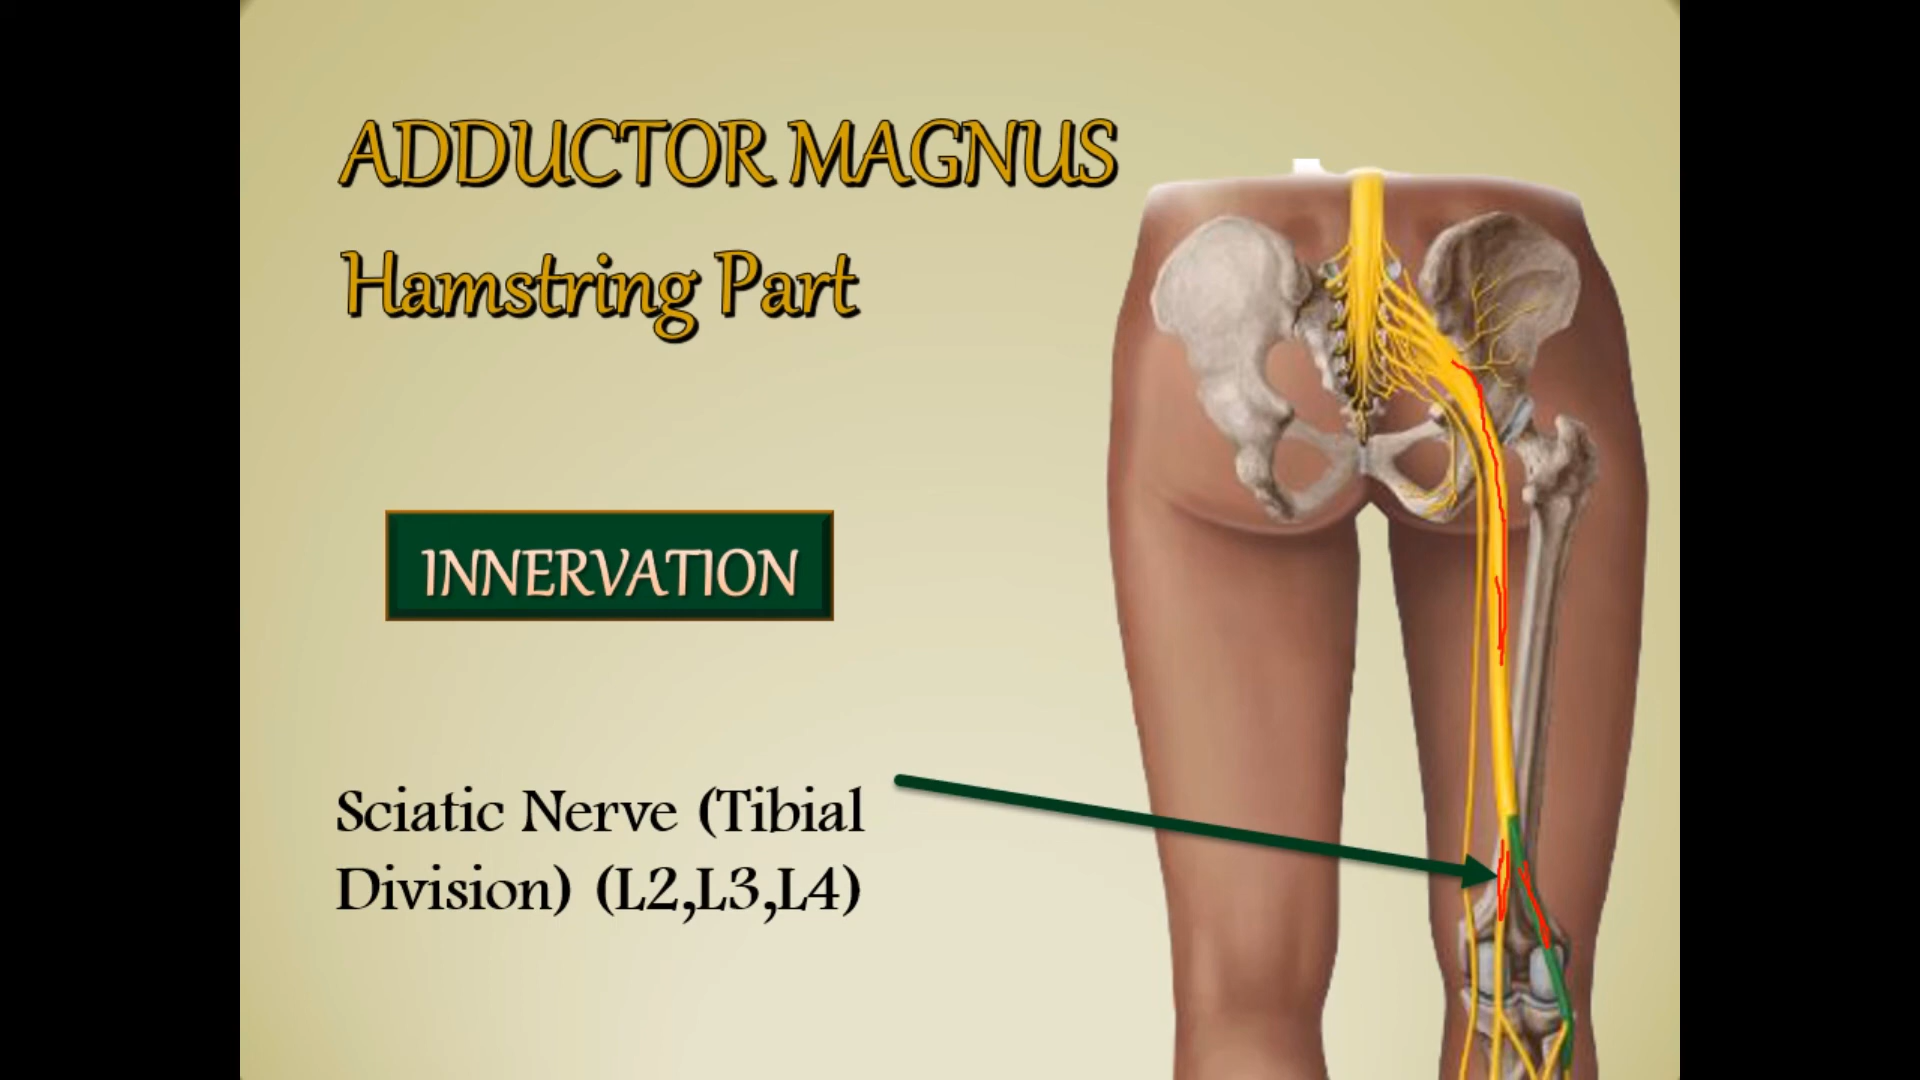 ADDUCTOR MAGNUS
Hamstring Part
INNERVATION
Sciatic Nerve (Tibial
Division) (L2,L3,L4)